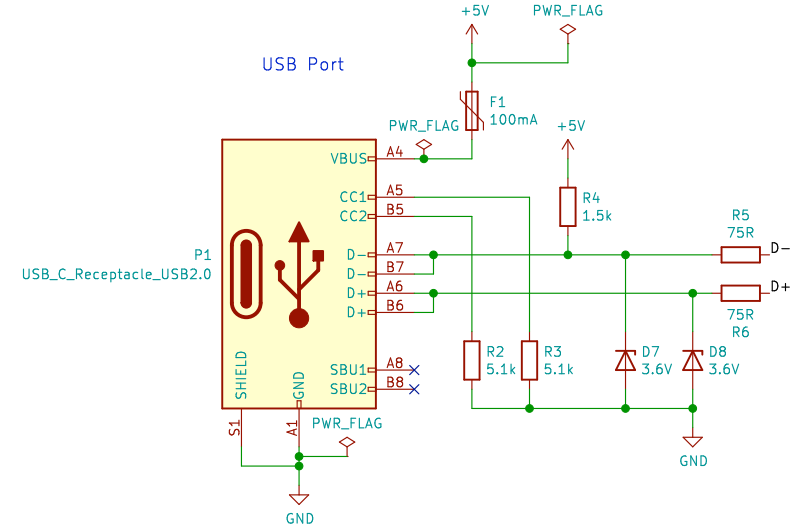 +5V
PWR_FLAG
USB Port
F1
100mA
PWR_FLAG
+5V
VBUS
A4
CC1
A5
CC2
B5
R4
1.5k
P1
USB_C_Receptacle_USB2.0
D-
A7
D-
B7
D+
A6
D+
B6
R5
75R
D-
D+
75R
R6
R2
5.1k
R3
5.1k
D7
3.6V
D8
3.6V
SBU1
A8
SBU2
B8
SHIELD
GND
S1
A1
PWR_FLAG
GND
GND